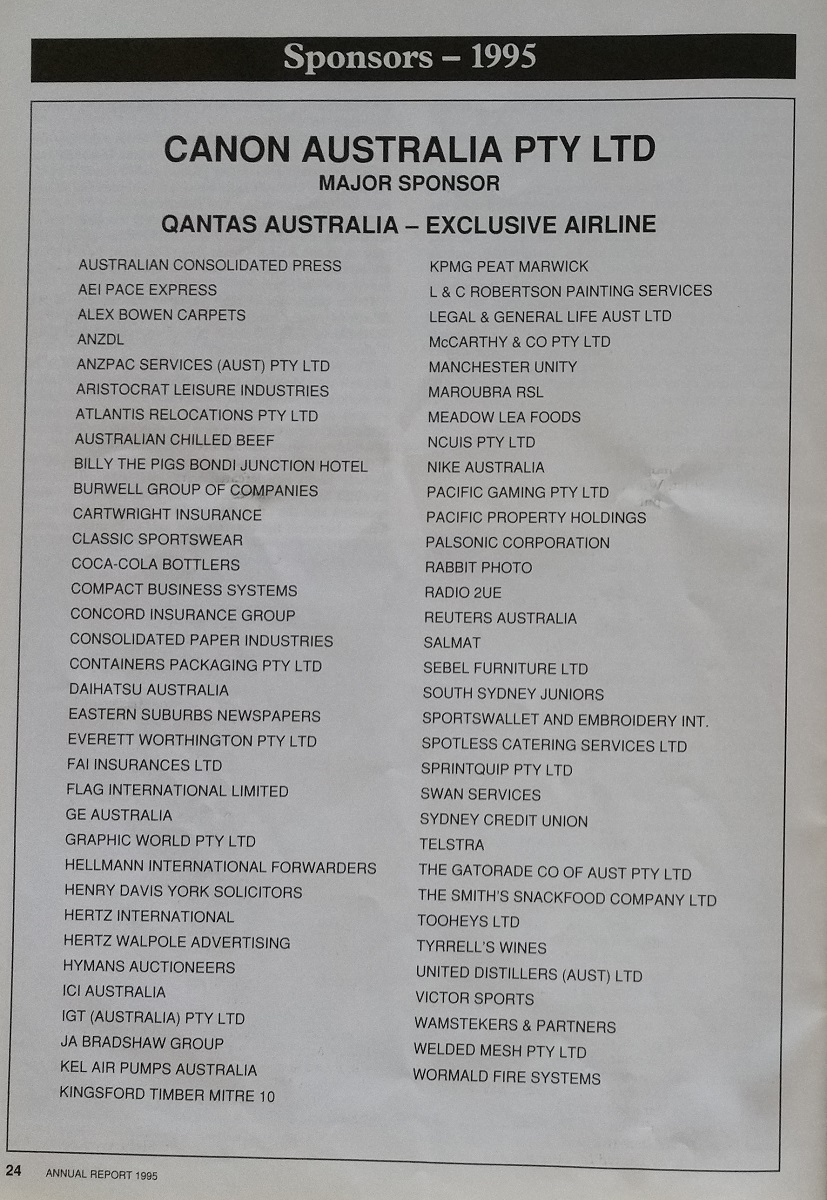 Sponsors – 1995
CANON AUSTRALIA PTY LTD
MAJOR SPONSOR
QANTAS AUSTRALIA – EXCLUSIVE AIRLINE
AUSTRALIAN CONSOLIDATED PRESS
AEI PACE EXPRESS
ALEX BOWEN CARPETS
ANZDL
ANZPAC SERVICES (AUST) PTY LTD
ARISTOCRAT LEISURE INDUSTRIES
ATLANTIS RELOCATIONS PTY LTD
AUSTRALIAN CHILLED BEEF
BILLY THE PIGS BONDI JUNCTION HOTEL
BURWELL GROUP OF COMPANIES
CARTWRIGHT INSURANCE
CLASSIC SPORTSWEAR
COCA-COLA BOTTLERS
COMPACT BUSINESS SYSTEMS
CONCORD INSURANCE GROUP
CONSOLIDATED PAPER INDUSTRIES
CONTAINERS PACKAGING PTY LTD
DAIHATSU AUSTRALIA
EASTERN SUBURBS NEWSPAPERS
EVERETT WORTHINGTON PTY LTD
FAI INSURANCES LTD
FLAG INTERNATIONAL LIMITED
GE AUSTRALIA
GRAPHIC WORLD PTY LTD
HELLMANN INTERNATIONAL FORWARDERS
HENRY DAVIS YORK SOLICITORS
HERTZ INTERNATIONAL
HERTZ WALPOLE ADVERTISING
HYMANS AUCTIONEERS
ICI AUSTRALIA
IGT (AUSTRALIA) PTY LTD
JA BRADSHAW GROUP
KEL AIR PUMPS AUSTRALIA
KINGSFORD TIMBER MITRE 10
KPMG PEAT MARWICK
L & C ROBERTSON PAINTING SERVICES
LEGAL & GENERAL LIFE AUST LTD
McCARTHY & CO PTY LTD
MANCHESTER UNITY
MAROUBRA RSL
MEADOW LEA FOODS
NCUIS PTY LTD
NIKE AUSTRALIA
PACIFIC GAMING PTY LTD
PACIFIC PROPERTY HOLDINGS
PALSONIC CORPORATION
RABBIT PHOTO
RADIO 2UE
REUTERS AUSTRALIA
SALMAT
SEBEL FURNITURE LTD
SOUTH SYDNEY JUNIORS
SPORTSWALLET AND EMBROIDERY INT.
SPOTLESS CATERING SERVICES LTD
SPRINTQUIP PTY LTD
SWAN SERVICES
SYDNEY CREDIT UNION
TELSTRA
THE GATORADE CO OF AUST PTY LTD
THE SMITH'S SNACKFOOD COMPANY LTD
TOOHEYS LTD
TYRRELL'S WINES
UNITED DISTILLERS (AUST) LTD
VICTOR SPORTS
WAMSTEKERS & PARTNERS
WELDED MESH PTY LTD
WORMALD FIRE SYSTEMS
24 ANNUAL REPORT 1995